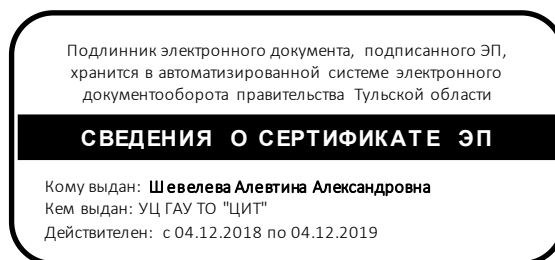 Подлинник электронного документа, подписанного ЭП,
хранится в автоматизированной системе электронного
документооборота правительства Тульской области
СВЕДЕНИЯ О СЕРТИФИКАТЕ ЭП
Кому выдан: Шевелева Алевтина Александровна
Кем выдан: УЦ ГАУ ТО "ЦИТ"
Действителен: с 04.12.2018 по 04.12.2019